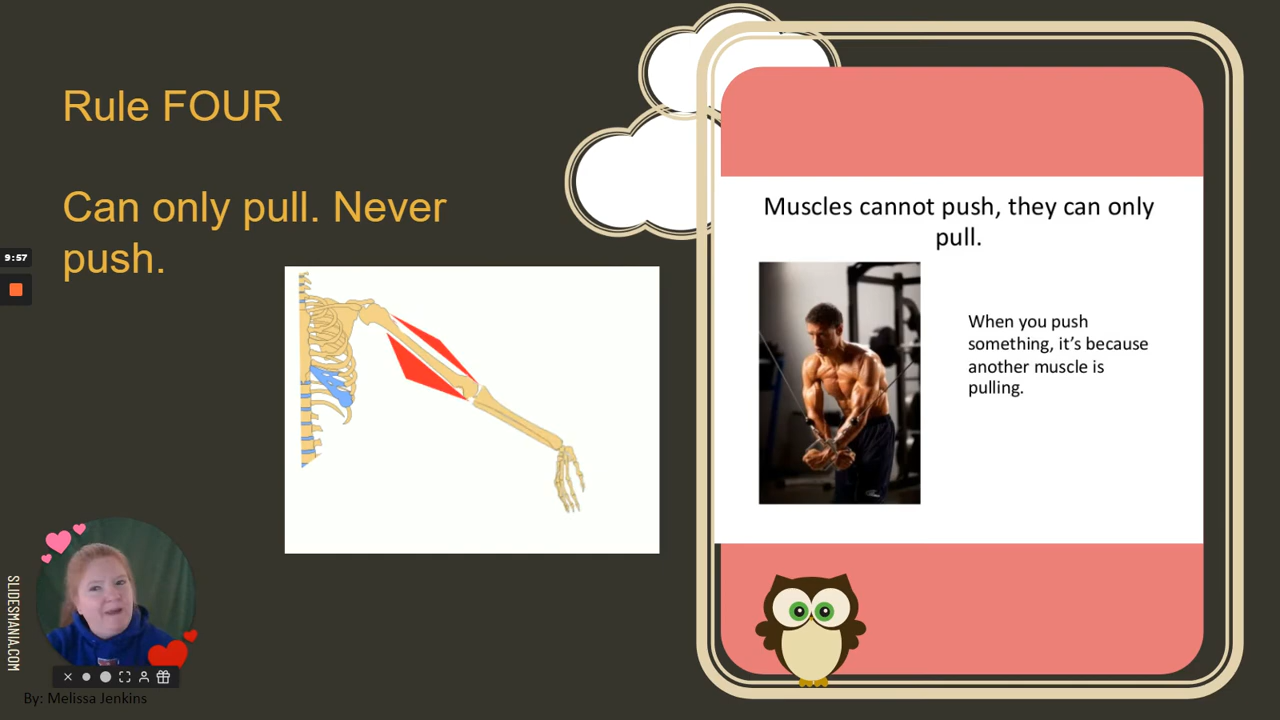 Rule FOUR
Can only pull. Never
push.
9:57
Muscles cannot push, they can only
pull.
When you push
something, it's because
another muscle is
pulling.
SLIDESMANIA.COM
By: Melissa Jenkins